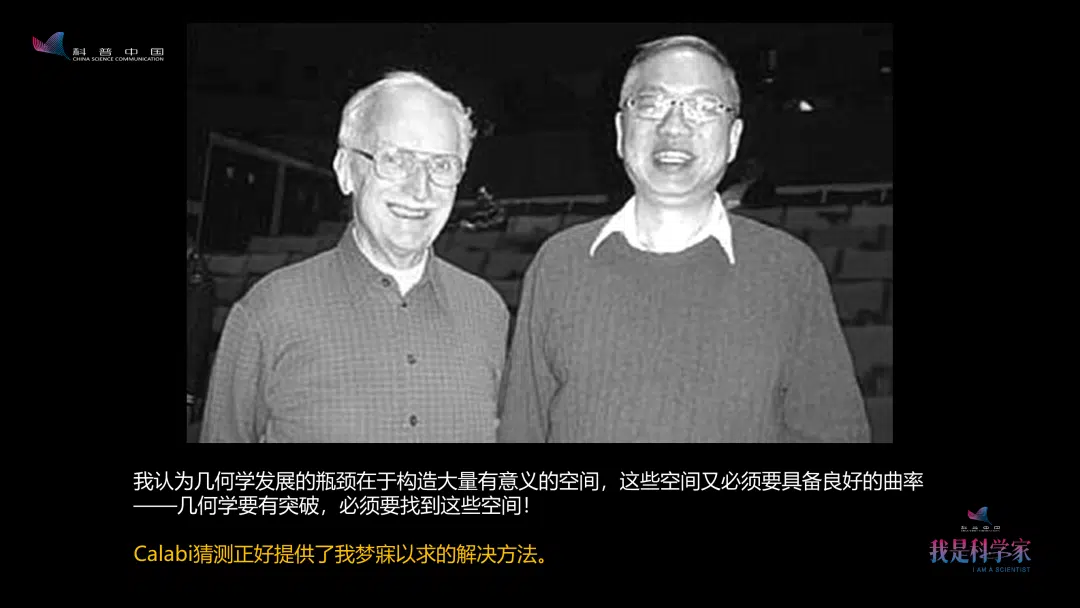 科普中国
CHINA SCIENCE COMMUNICATION
我认为几何学发展的瓶颈在于构造大量有意义的空间，这些空间又必须要具备良好的曲率
——几何学要有突破，必须要找到这些空间！
Calabi猜测正好提供了我梦寐以求的解决方法。
科普中国
我是科学家
I AM A SCIENTIST